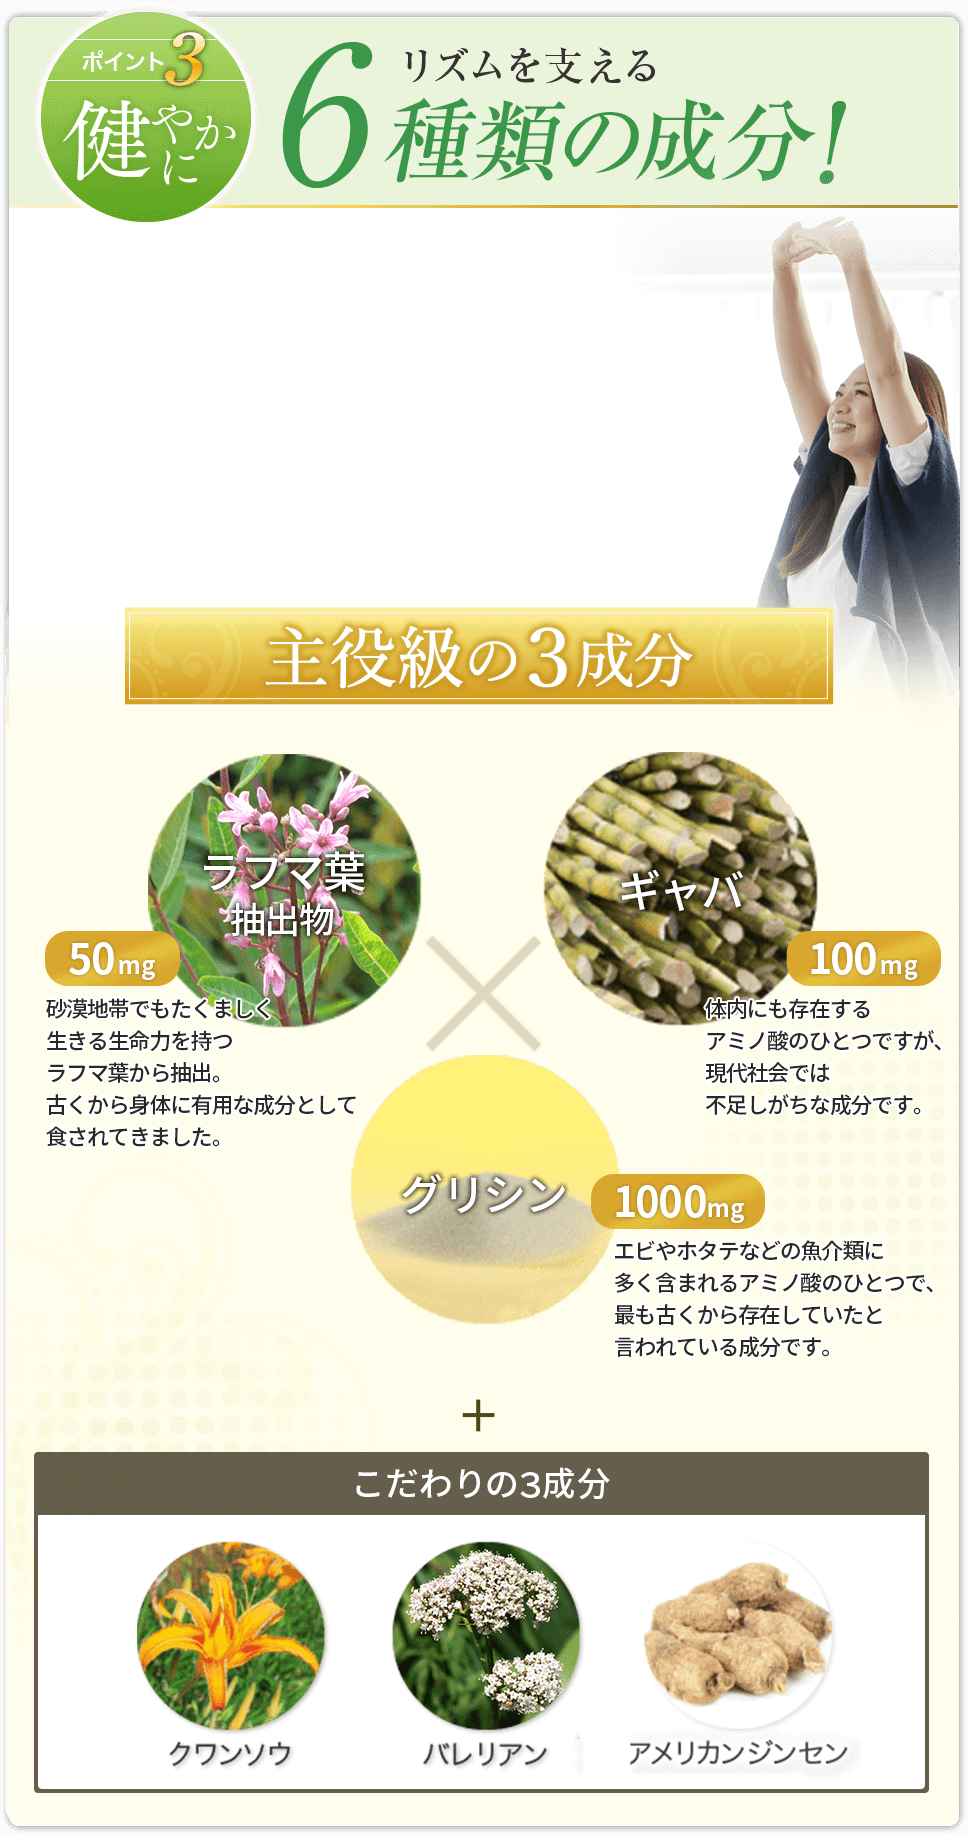 ポイント3
健やかに
リズムを支える
6種類の成分!
主役級の3成分
ラフマ葉
抽出物
50mg
砂漠地帯でもたくましく
生きる生命力を持つ
ラフマ葉から抽出。
古くから身体に有用な成分として
食されてきました。
ギャバ
100mg
体内にも存在する
アミノ酸のひとつですが、
現代社会では
不足しがちな成分です。
グリシン
1000mg
エビやホタテなどの魚介類に
多く含まれるアミノ酸のひとつで、
最も古くから存在していたと
言われている成分です。
+
こだわりの3成分
クワンソウ
バレリアン
アメリカンジンセン